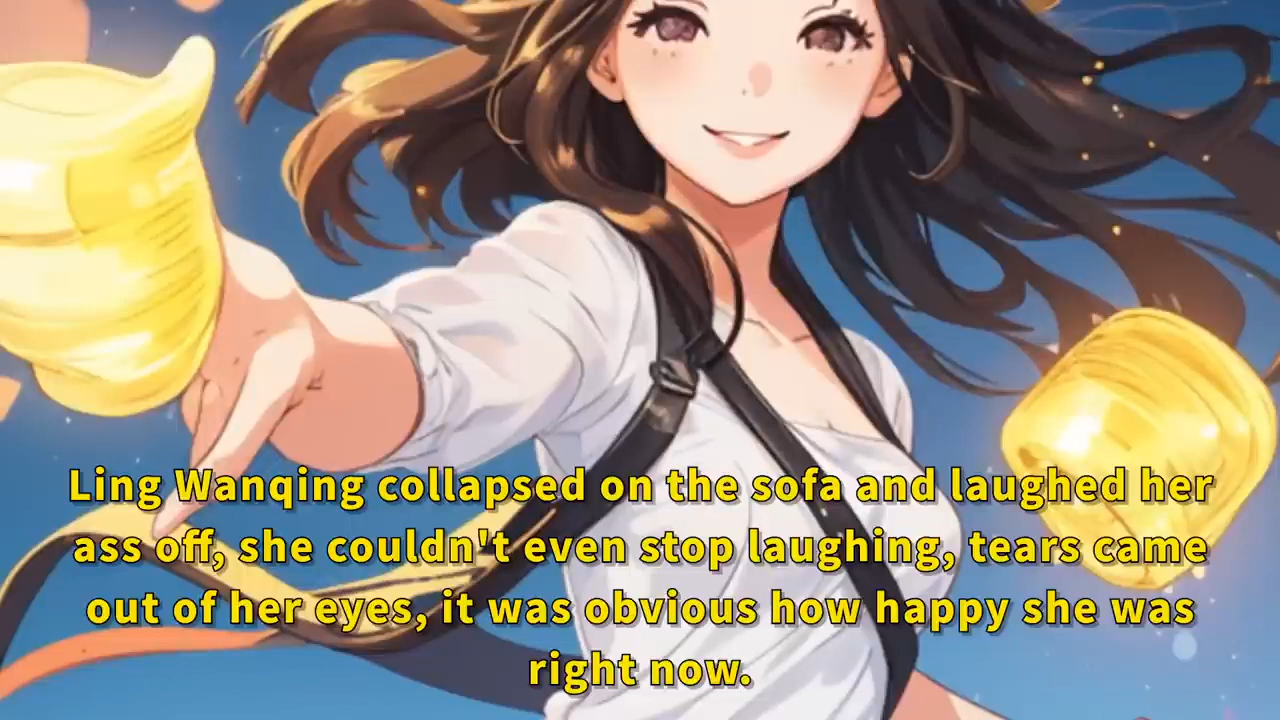 Ling Wanqing collapsed on the sofa and laughed her
ass off, she couldn't even stop laughing, tears came
out of her eyes, it was obvious how happy she was
right now.